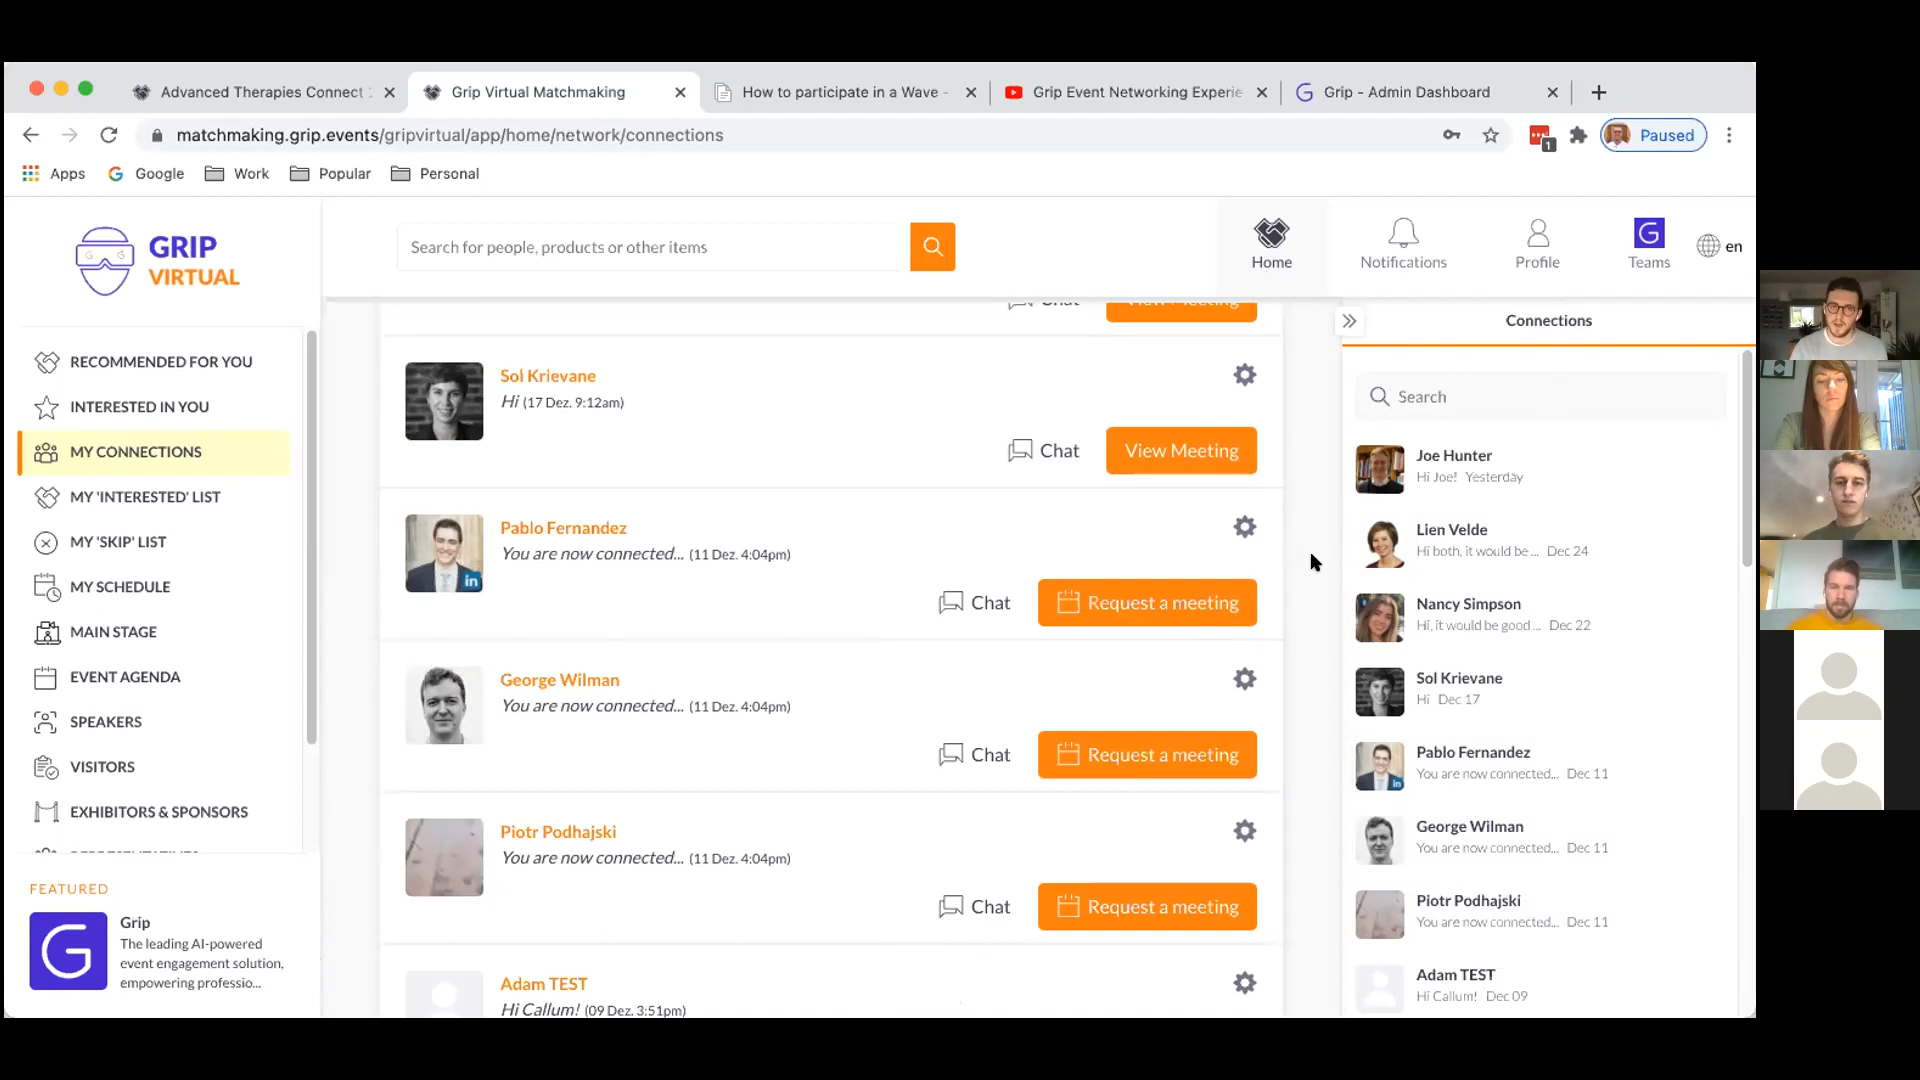 Advanced Therapies Connect
Grip Virtual Matchmaking
How to participate in a Wave -
Grip Event Networking Experie
Grip - Admin Dashboard
matchmaking.grip.events/gripvirtual/app/home/network/connections
1
Paused
Apps
Google
Work
Popular
Personal
GRIP
VIRTUAL
Search for people, products or other items
Home
Notifications
Profile
G
Teams
en
RECOMMENDED FOR YOU
INTERESTED IN YOU
MY CONNECTIONS
MY 'INTERESTED' LIST
MY 'SKIP' LIST
MY SCHEDULE
MAIN STAGE
EVENT AGENDA
SPEAKERS
VISITORS
EXHIBITORS & SPONSORS
FEATURED
G
Grip
The leading AI-powered
event engagement solution,
empowering professio...
Chat
View Meeting
Sol Krievane
Hi (17 Dez. 9:12am)
Chat
View Meeting
Pablo Fernandez
You are now connected... (11 Dez. 4:04pm)
in
Chat
Request a meeting
George Wilman
You are now connected... (11 Dez. 4:04pm)
Chat
Request a meeting
Piotr Podhajski
You are now connected... (11 Dez. 4:04pm)
Chat
Request a meeting
Adam TEST
Hi Callum! (09 Dez. 3:51pm)
Connections
Search
Joe Hunter
Hi Joe! Yesterday
Lien Velde
Hi both, it would be ... Dec 24
Nancy Simpson
Hi, it would be good ... Dec 22
Sol Krievane
Hi Dec 17
Pablo Fernandez
You are now connected... Dec 11
in
George Wilman
You are now connected... Dec 11
Piotr Podhajski
You are now connected... Dec 11
Adam TEST
Hi Callum! Dec 09